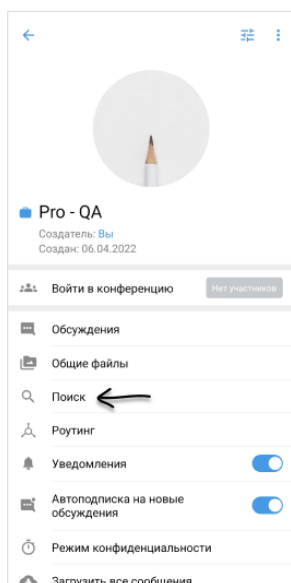 Pro - QA
Создатель: Вы
Создан: 06.04.2022
Войти в конференцию
Нет участников
Обсуждения
Общие файлы
Поиск
Роутинг
Уведомления
Автоподписка на новые
обсуждения
Режим конфиденциальности
Загрузить все сообщения